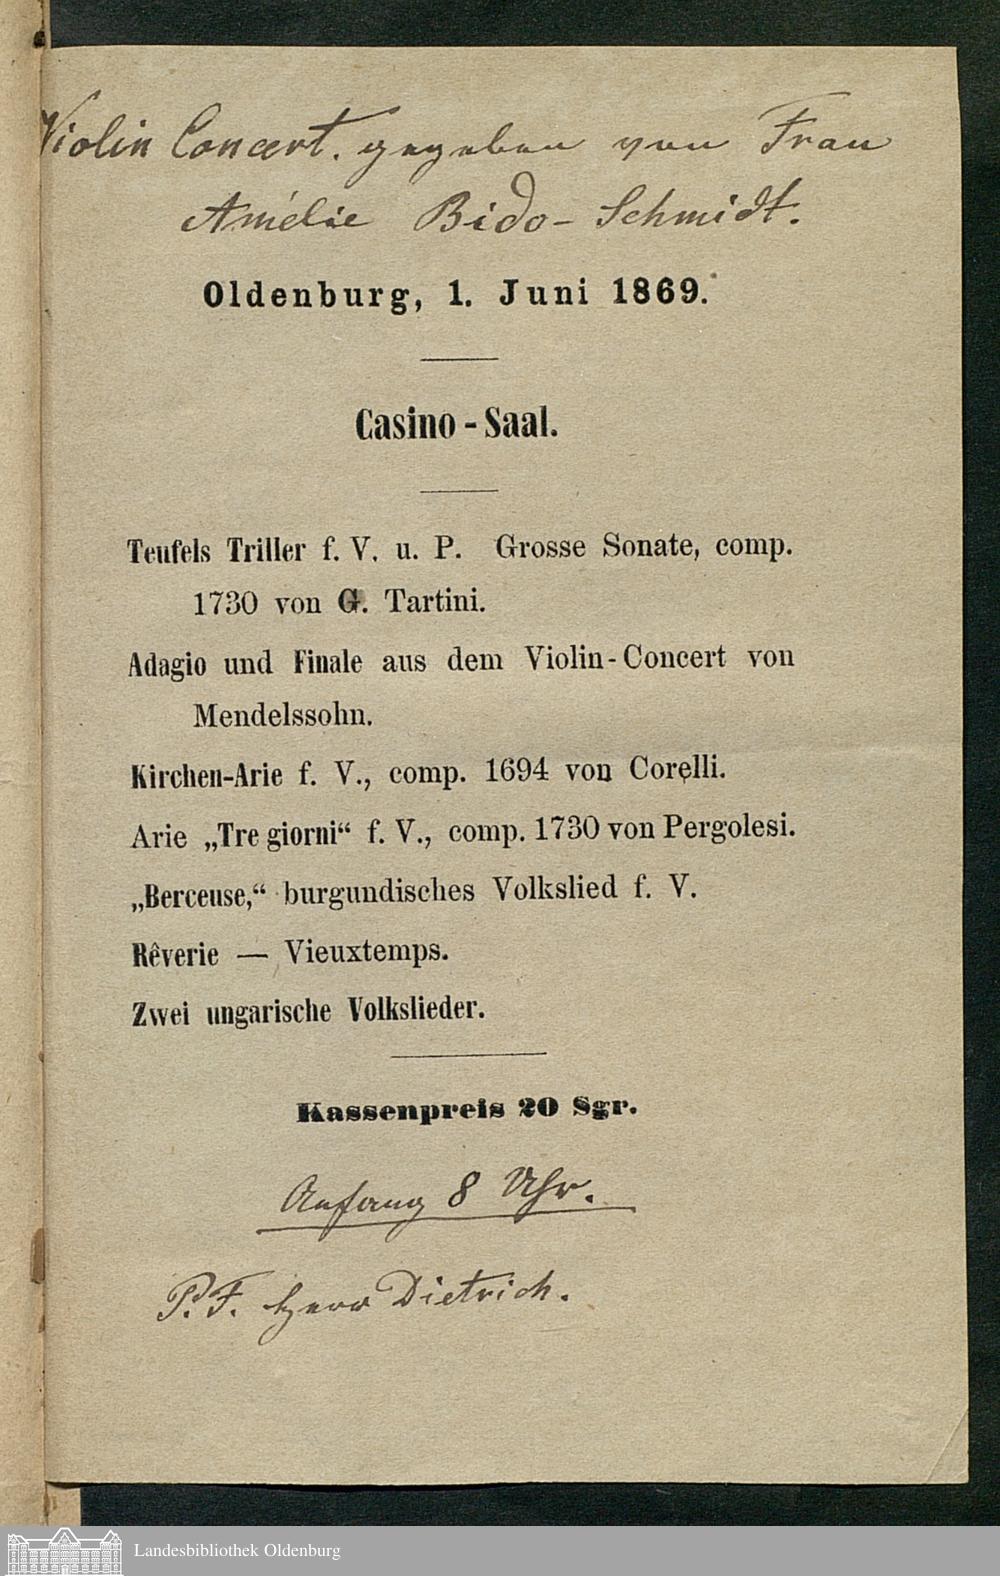 Violin Concert. gegeben von Frau
Amélie Bido-Schmidt.
Oldenburg, 1. Juni 1869.
Casino-Saal.
Teufels Triller f. V. u. P. Grosse Sonate, comp.
1730 von G. Tartini.
Adagio und Finale aus dem Violin-Concert von
Mendelssohn.
Kirchen-Arie f. V., comp. 1694 von Corelli.
Arie „Tre giorni“ f. V., comp. 1730 von Pergolesi.
„Berceuse,“ burgundisches Volkslied f. V.
Rêverie — Vieuxtemps.
Zwei ungarische Volkslieder.
Kassenpreis 20 Sgr.
Anfang 8 Uhr.
P.F. Herr Dietrich.
Landesbibliothek Oldenburg